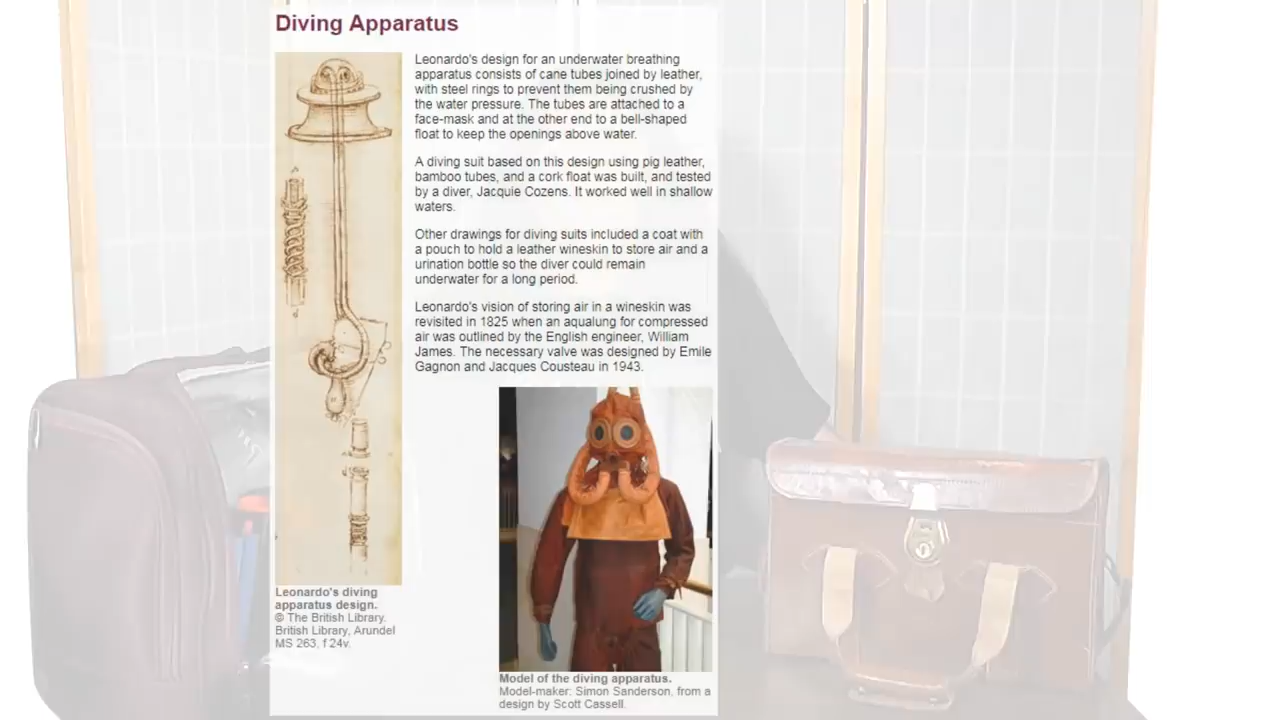 Diving Apparatus
Leonardo's design for an underwater breathing
apparatus consists of cane tubes joined by leather,
with steel rings to prevent them being crushed by
the water pressure. The tubes are attached to a
face-mask and at the other end to a bell-shaped
float to keep the openings above water.
A diving suit based on this design using pig leather,
bamboo tubes, and a cork float was built, and tested
by a diver, Jacquie Cozens. It worked well in shallow
waters.
Other drawings for diving suits included a coat with
a pouch to hold a leather wineskin to store air and a
urination bottle so the diver could remain
underwater for a long period.
Leonardo's vision of storing air in a wineskin was
revisited in 1825 when an aqualung for compressed
air was outlined by the English engineer, William
James. The necessary valve was designed by Emile
Gagnon and Jacques Cousteau in 1943.
Leonardo's diving
apparatus design.
© The British Library.
British Library, Arundel
MS 263, f 24v.
Model of the diving apparatus.
Model-maker: Simon Sanderson, from a
design by Scott Cassell.